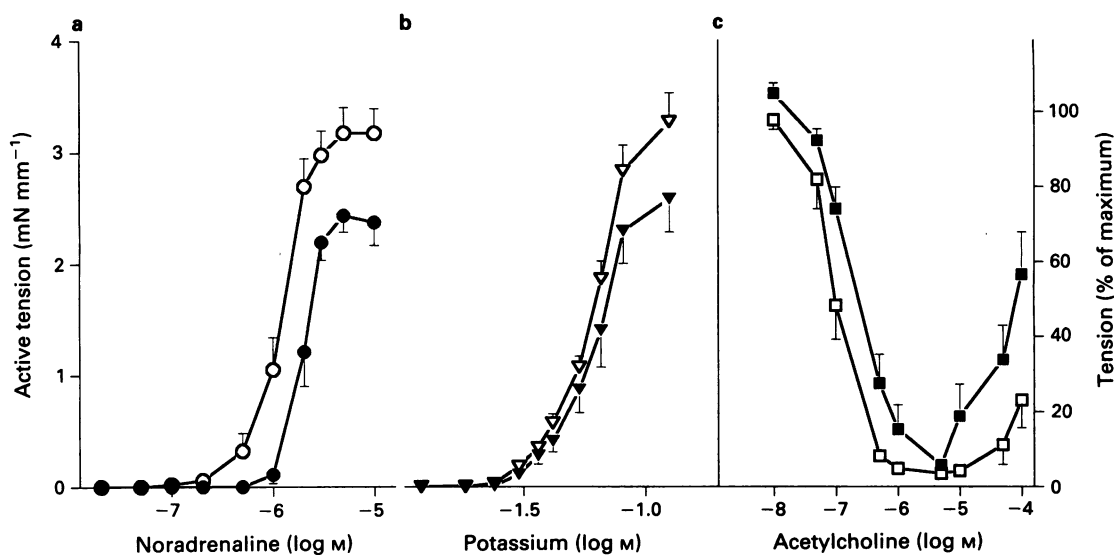 a
b
c
4
3
2
1
0
Active tension (mN mm⁻¹)
−7
−6
−5
Noradrenaline (log M)
−1.5
−1.0
Potassium (log M)
−8
−7
−6
−5
−4
Acetylcholine (log M)
100
80
60
40
20
0
Tension (% of maximum)